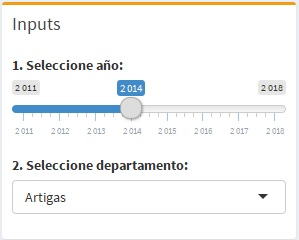 Inputs
1. Seleccione año:
2 011 2 014 2 018
2 011 2 012 2 013 2 014 2 015 2 016 2 017 2 018
2. Seleccione departamento:
Artigas